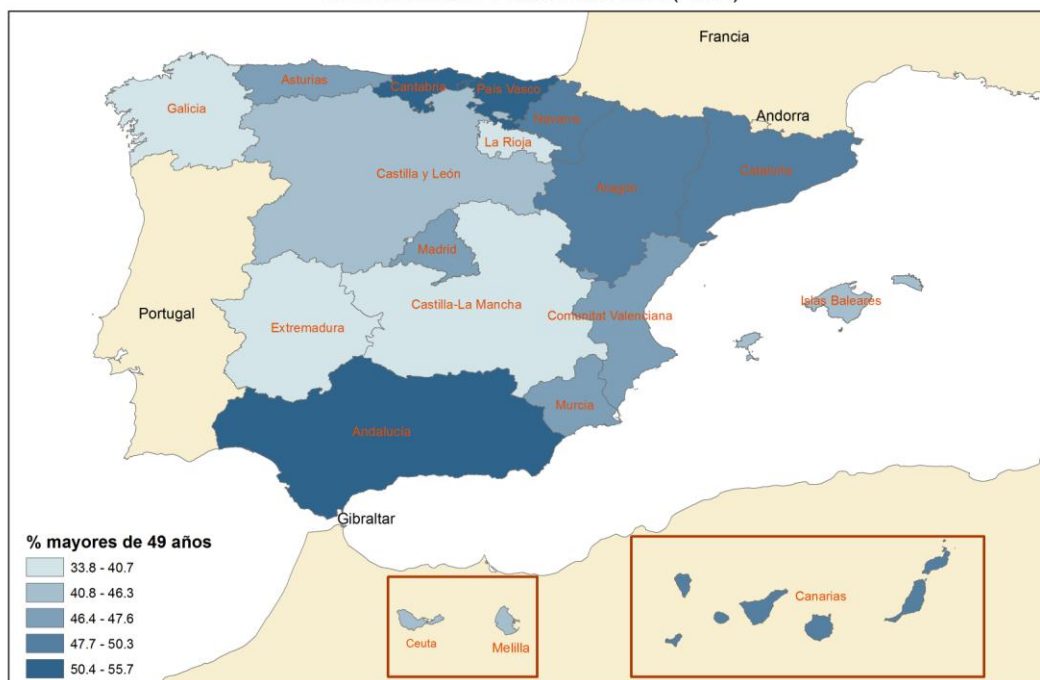 Francia
Asturias
Cantabria
País Vasco
Galicia
Navarra
Andorra
La Rioja
Castilla y León
Aragón
Cataluña
Madrid
Castilla-La Mancha
Islas Baleares
Portugal
Extremadura
Comunitat Valenciana
Murcia
Andalucía
Gibraltar
% mayores de 49 años
33.8 - 40.7
40.8 - 46.3
46.4 - 47.6
47.7 - 50.3
50.4 - 55.7
Ceuta
Melilla
Canarias